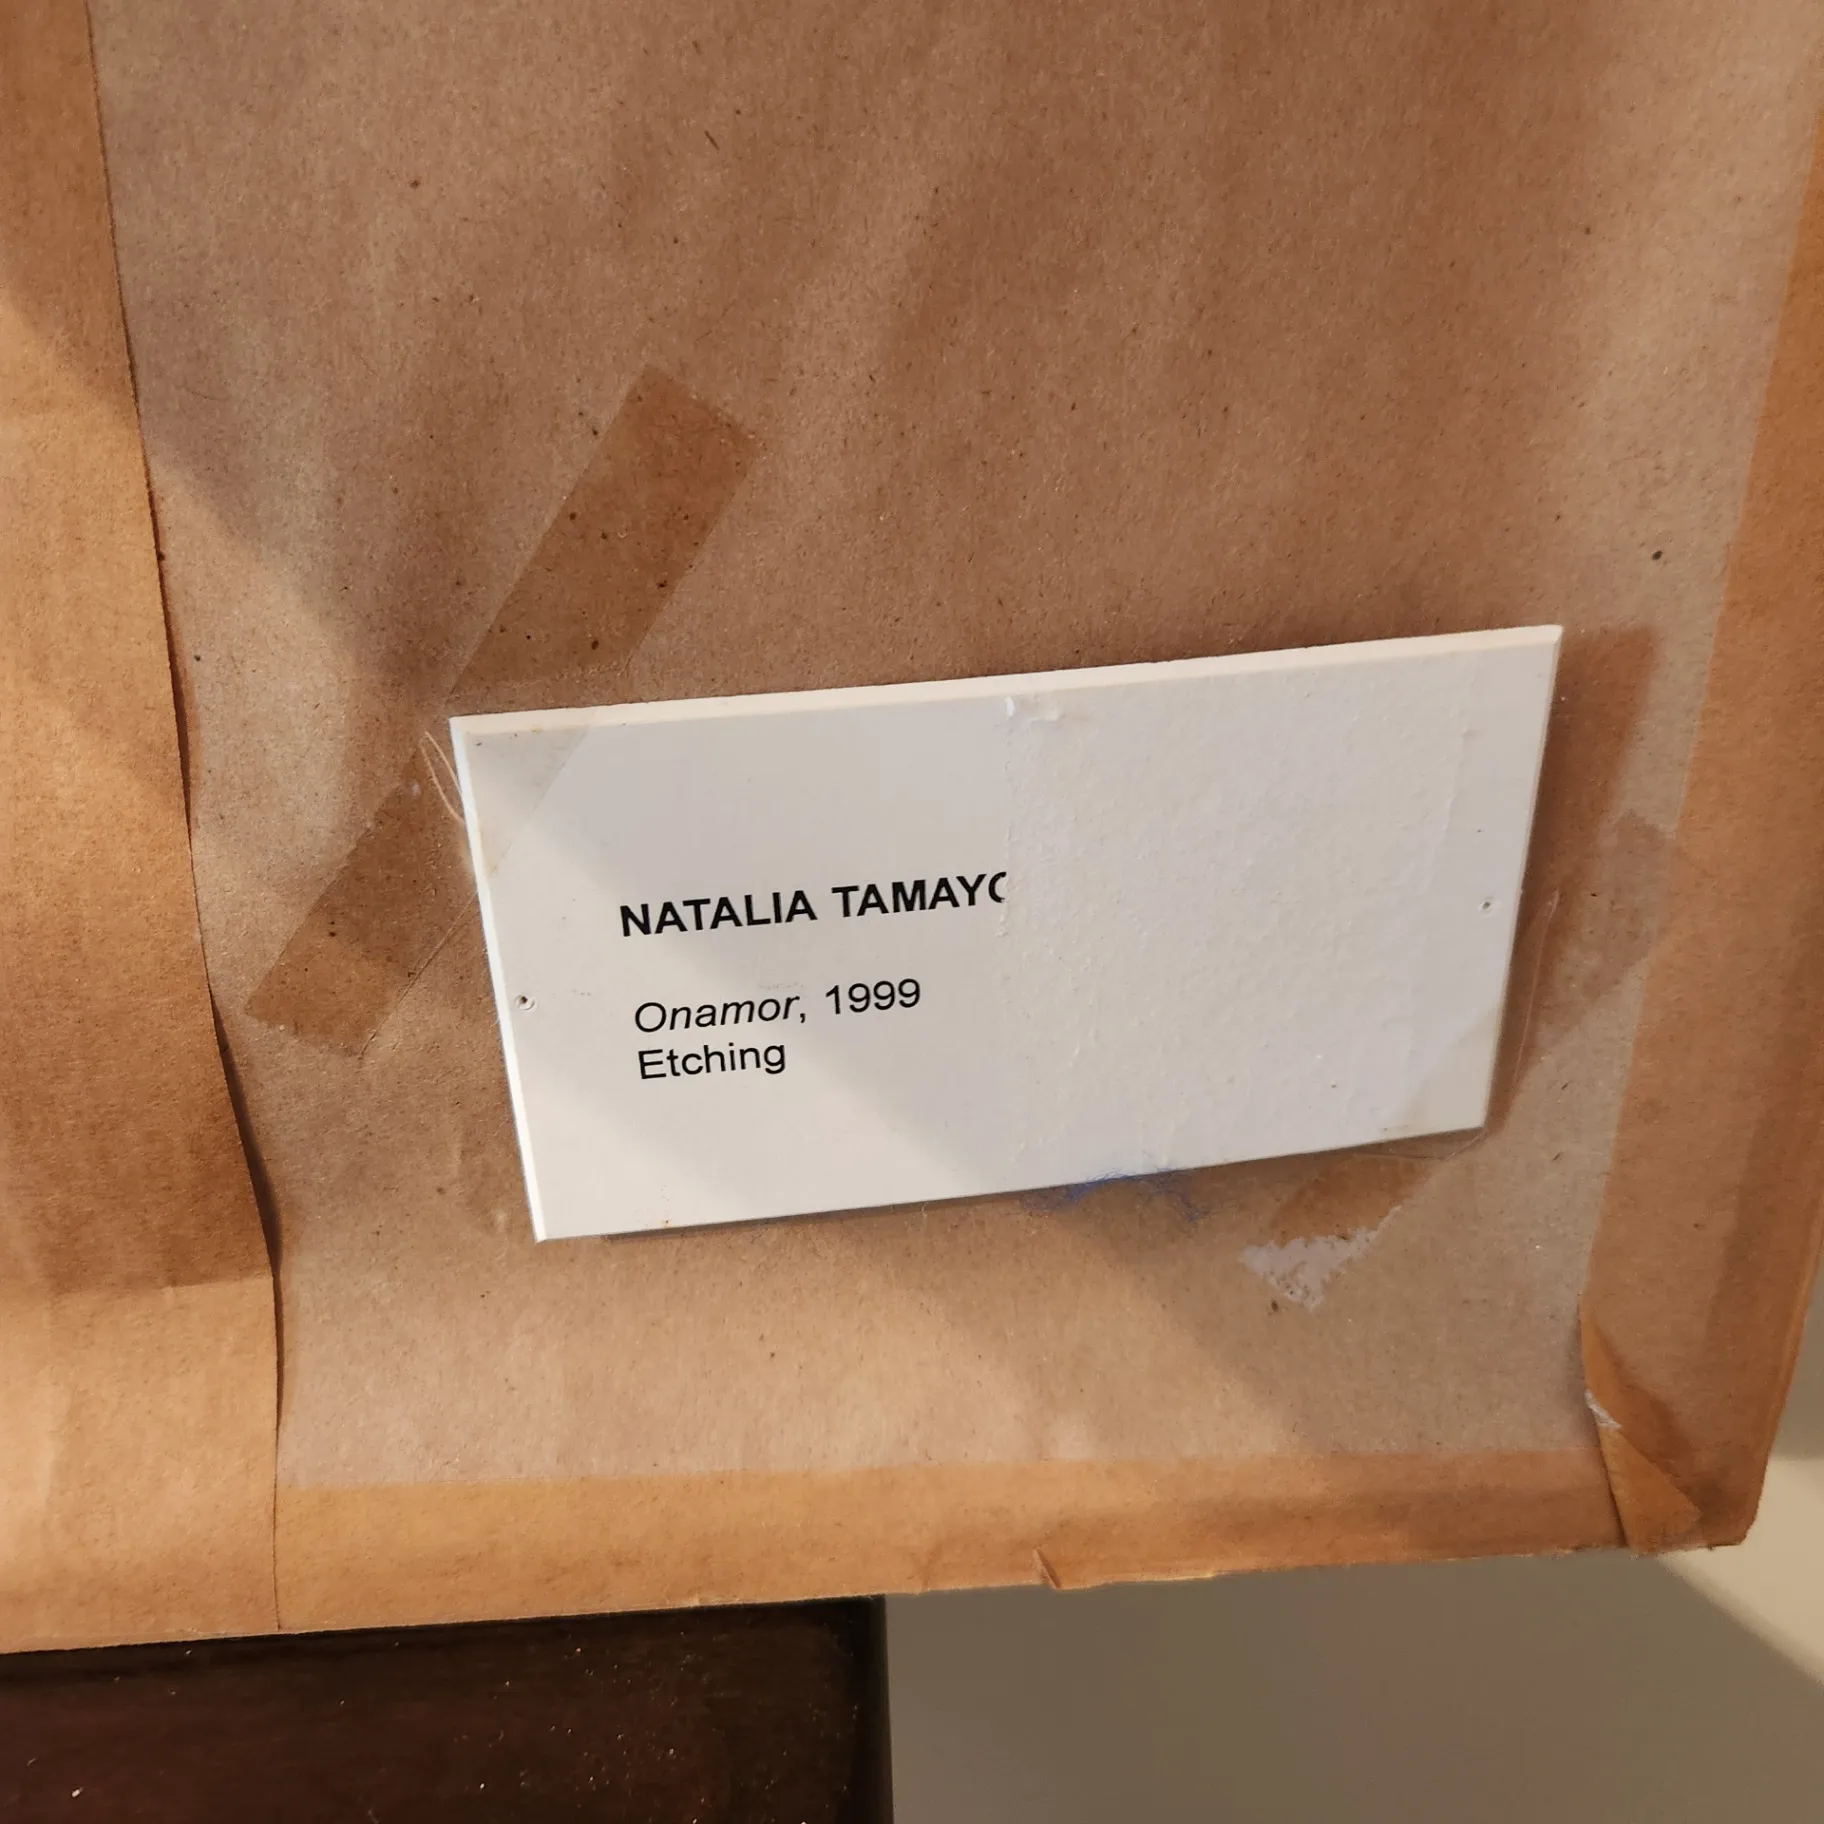 NATALIA TAMAYO
Onamor, 1999
Etching